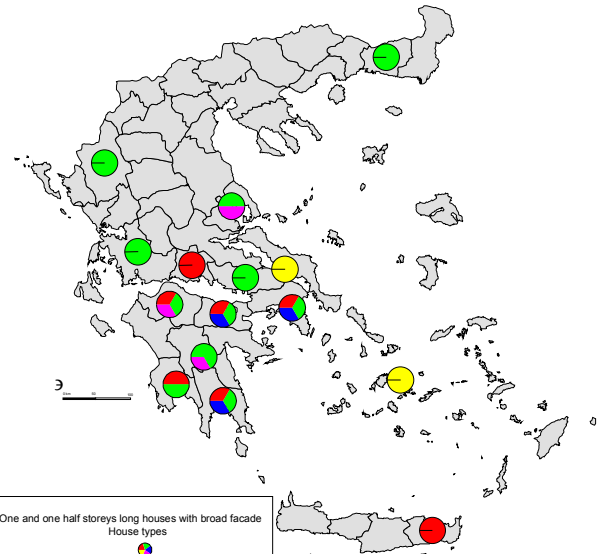 Э
One and one half storeys long houses with broad facade
House types